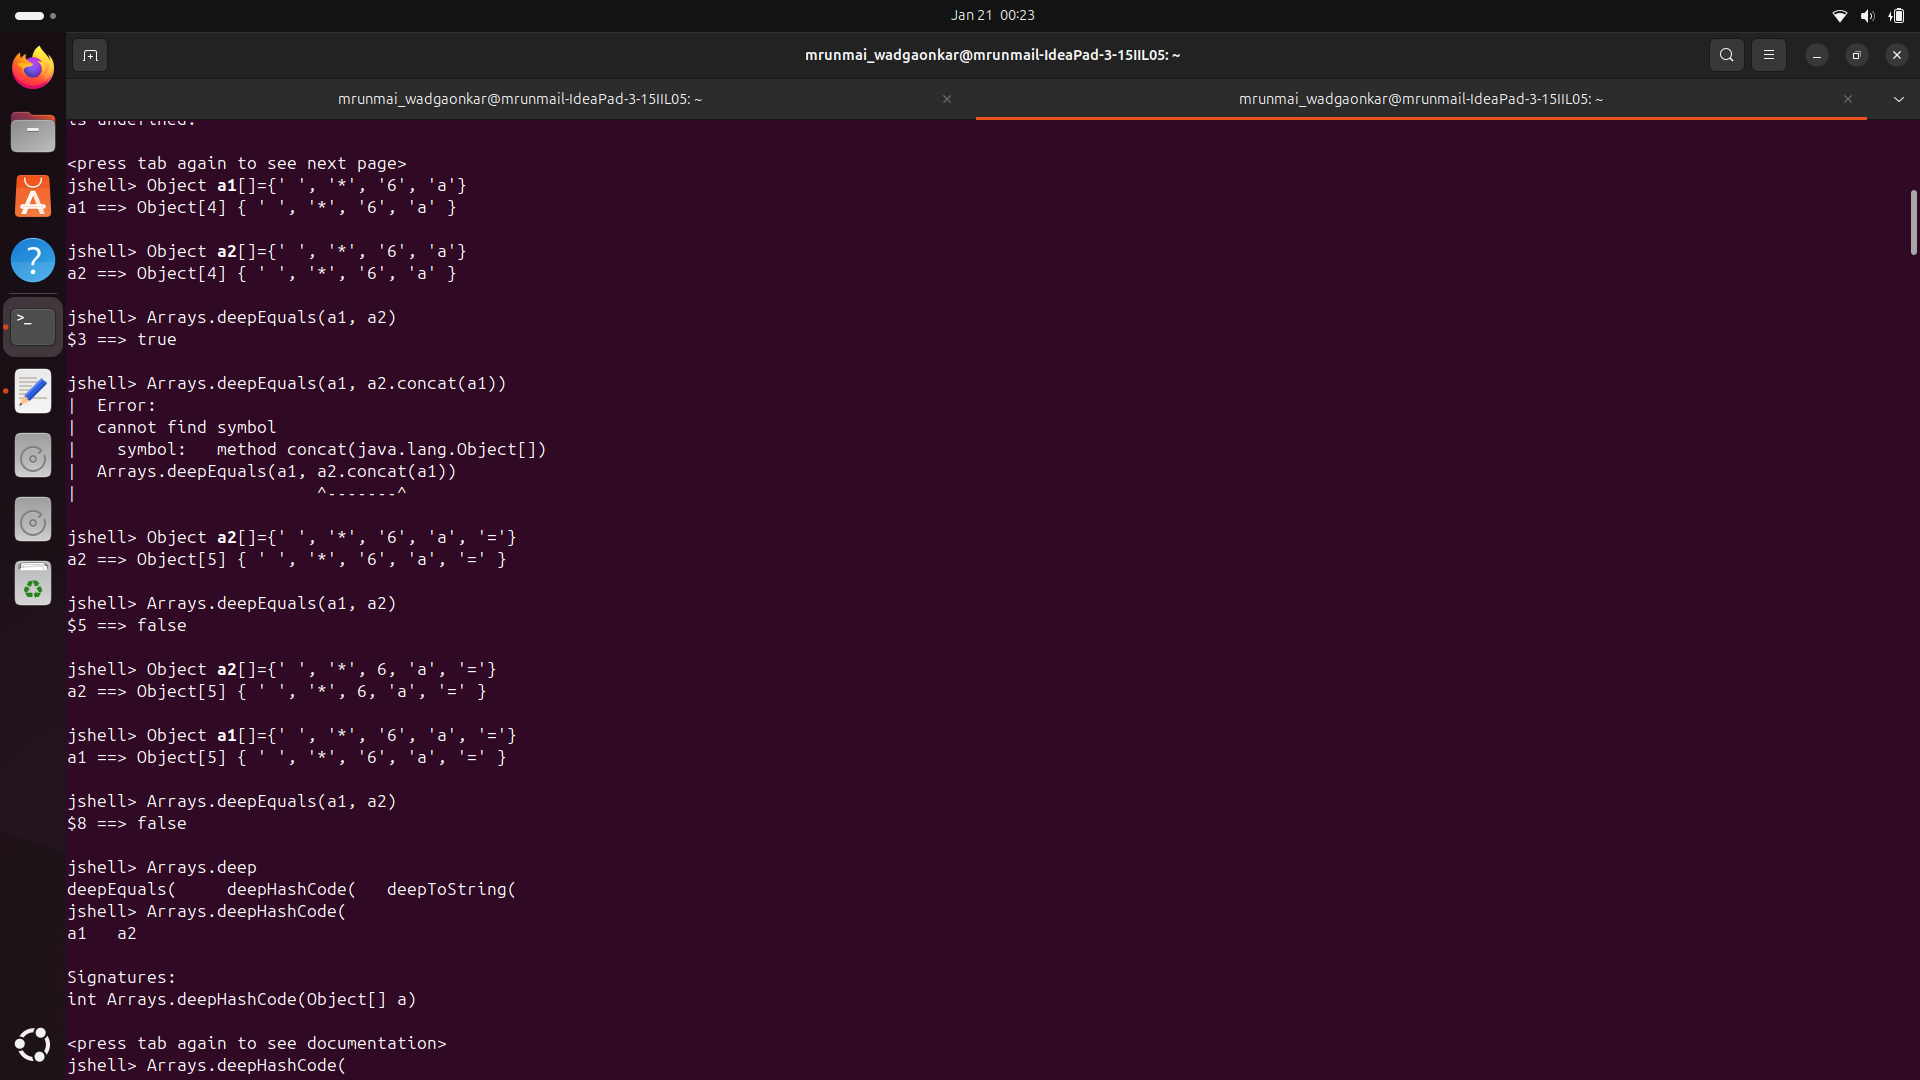 Jan 21 00:23
mrunmai_wadgaonkar@mrunmail-IdeaPad-3-15IIL05: ~
mrunmai_wadgaonkar@mrunmail-IdeaPad-3-15IIL05: ~
mrunmai_wadgaonkar@mrunmail-IdeaPad-3-15IIL05: ~
is undefined.
<press tab again to see next page>
jshell> Object a1[]={' ', '*', '6', 'a'}
a1 ==> Object[4] { ' ', '*', '6', 'a' }
jshell> Object a2[]={' ', '*', '6', 'a'}
a2 ==> Object[4] { ' ', '*', '6', 'a' }
jshell> Arrays.deepEquals(a1, a2)
$3 ==> true
jshell> Arrays.deepEquals(a1, a2.concat(a1))
|  Error:
|  cannot find symbol
|    symbol:   method concat(java.lang.Object[])
|  Arrays.deepEquals(a1, a2.concat(a1))
|                        ^-------^
jshell> Object a2[]={' ', '*', '6', 'a', '='}
a2 ==> Object[5] { ' ', '*', '6', 'a', '=' }
jshell> Arrays.deepEquals(a1, a2)
$5 ==> false
jshell> Object a2[]={' ', '*', 6, 'a', '='}
a2 ==> Object[5] { ' ', '*', 6, 'a', '=' }
jshell> Object a1[]={' ', '*', '6', 'a', '='}
a1 ==> Object[5] { ' ', '*', '6', 'a', '=' }
jshell> Arrays.deepEquals(a1, a2)
$8 ==> false
jshell> Arrays.deep
deepEquals(     deepHashCode(   deepToString(
jshell> Arrays.deepHashCode(
a1   a2
Signatures:
int Arrays.deepHashCode(Object[] a)
<press tab again to see documentation>
jshell> Arrays.deepHashCode(